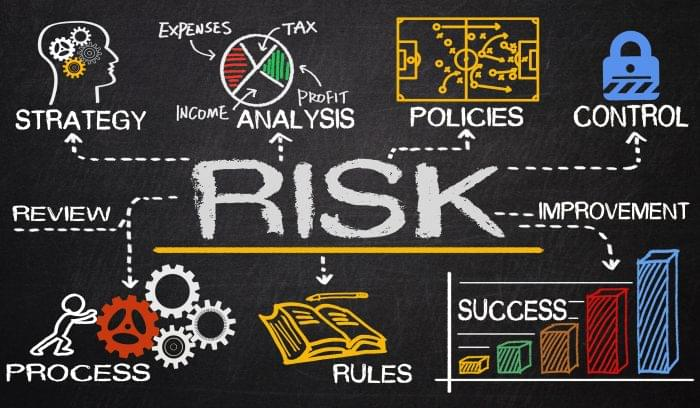 EXPENSES
TAX
INCOME
PROFIT
STRATEGY
ANALYSIS
POLICIES
CONTROL
RISK
REVIEW
IMPROVEMENT
SUCCESS
PROCESS
RULES